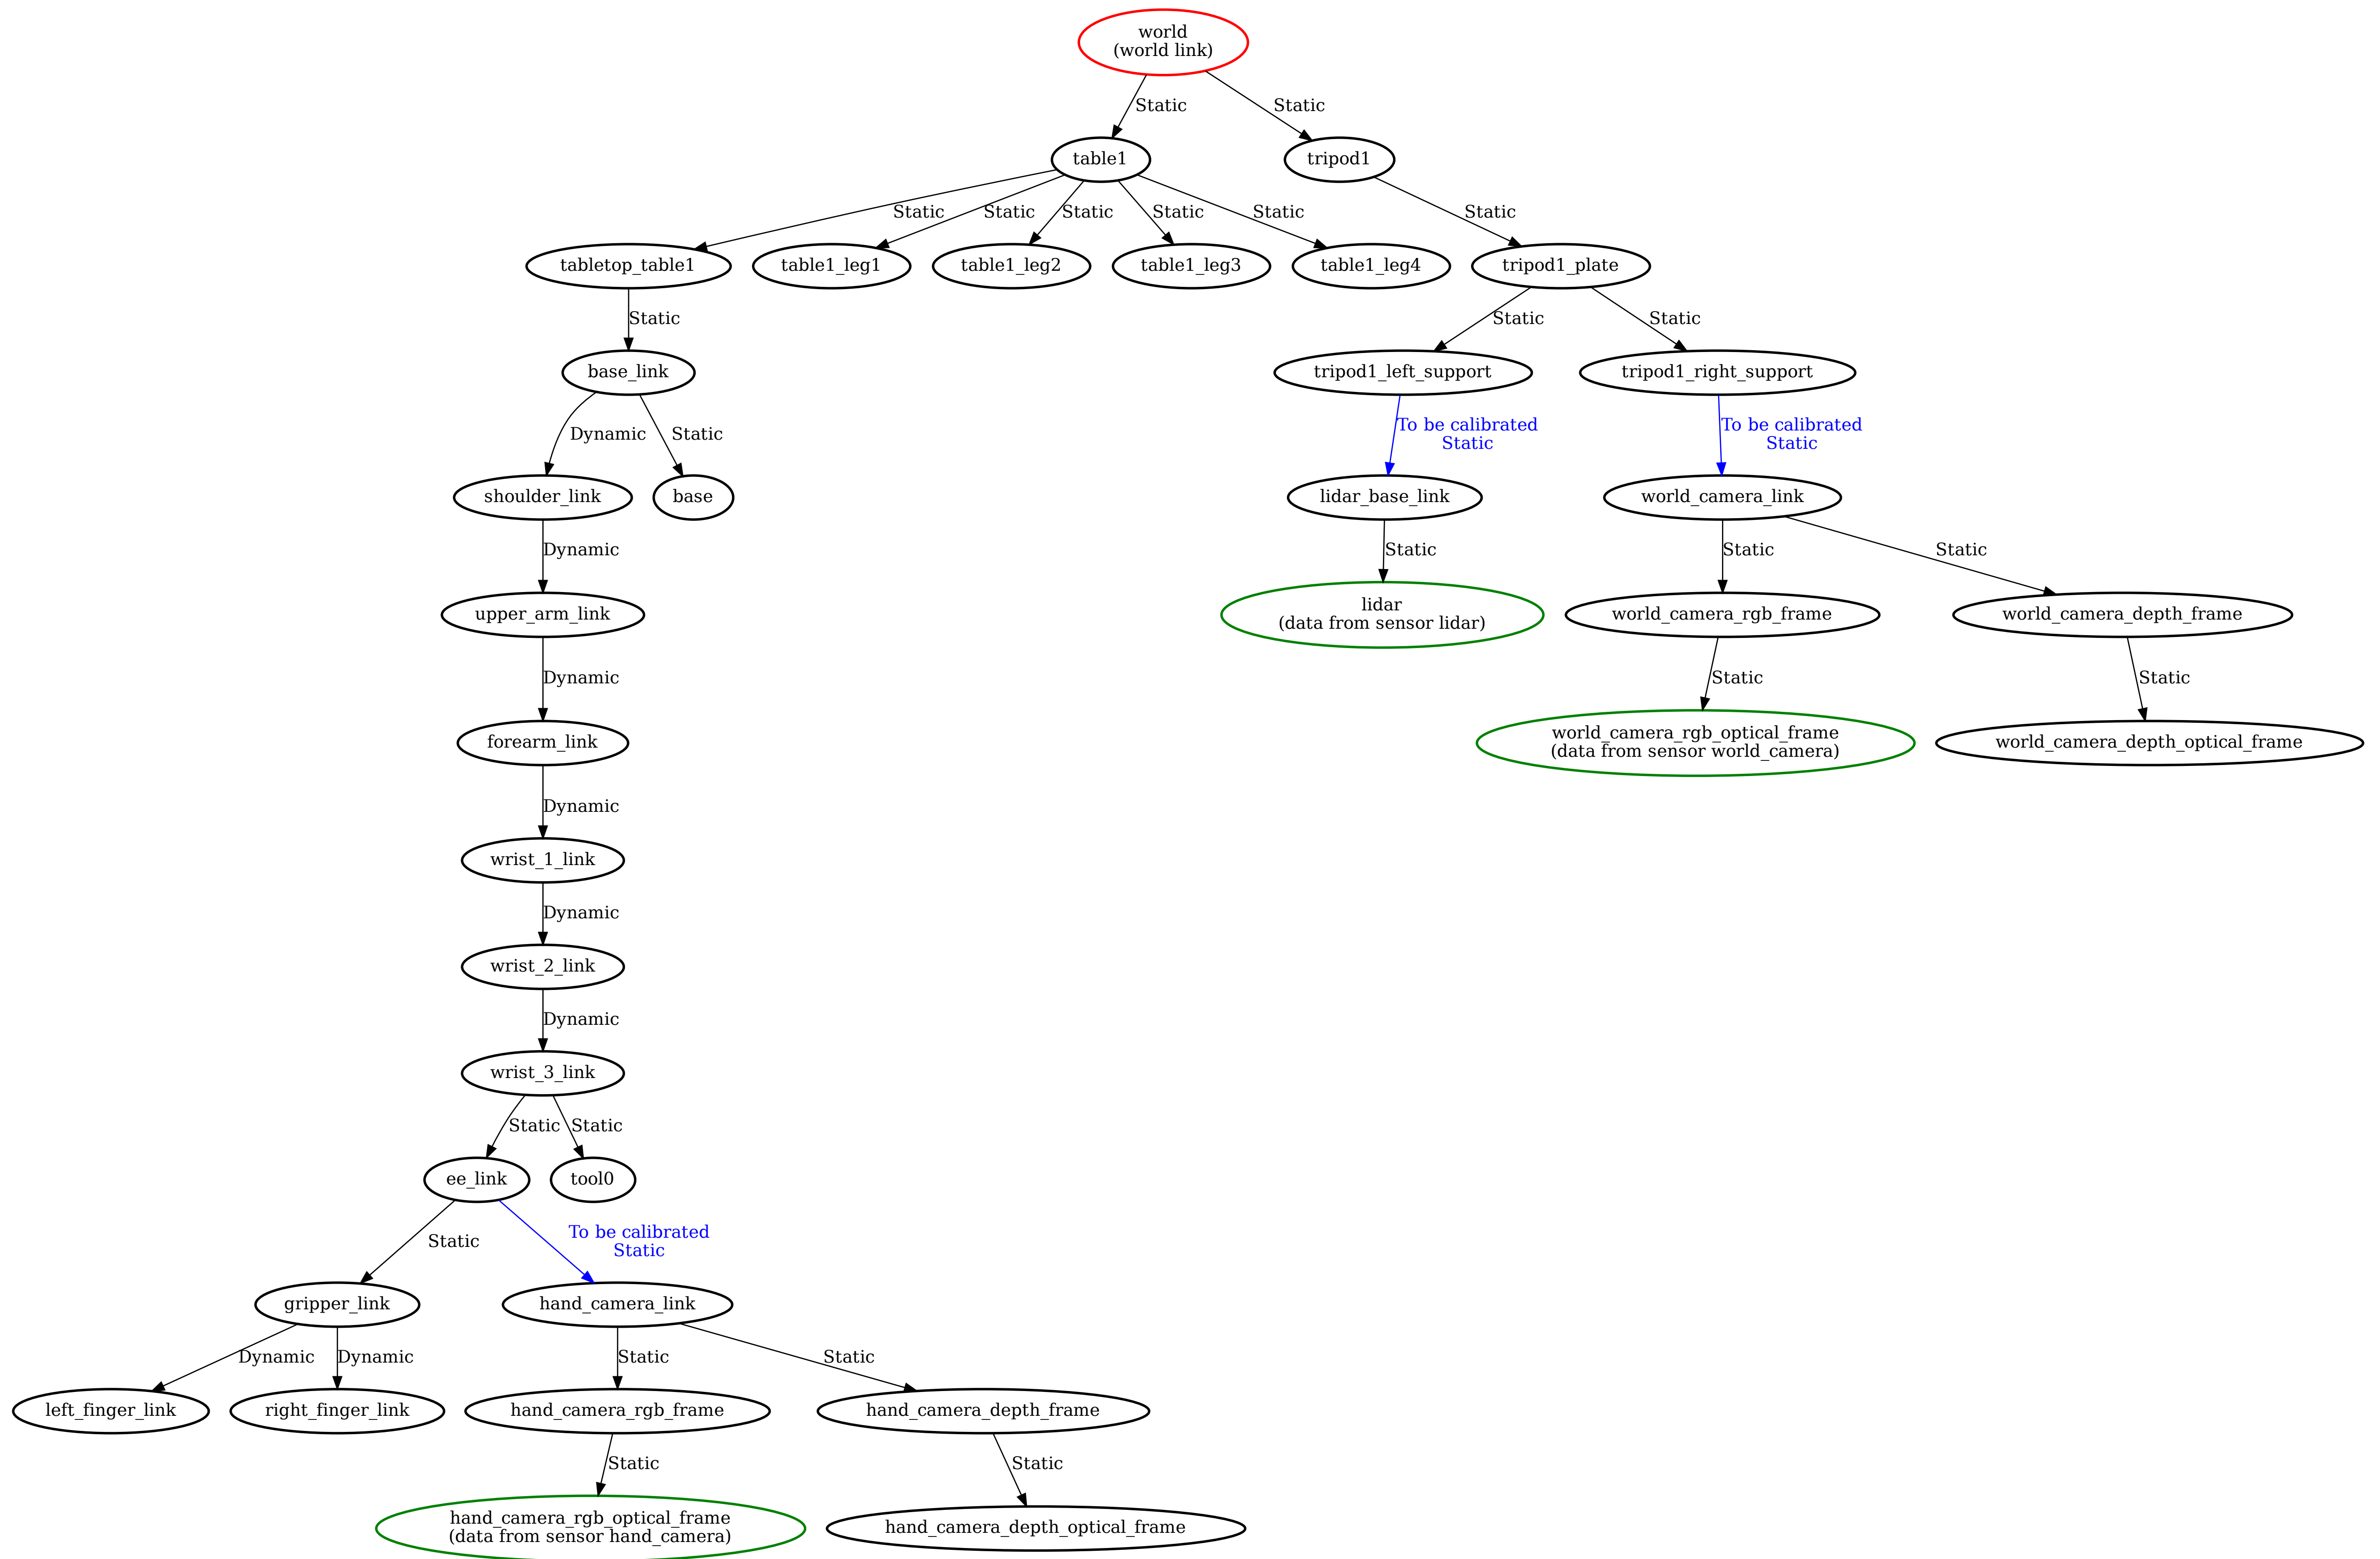 world
(world link)
Static
Static
table1
tripod1
Static
Static
Static
Static
Static
Static
tabletop_table1
table1_leg1
table1_leg2
table1_leg3
table1_leg4
tripod1_plate
Static
Static
Static
base_link
tripod1_left_support
tripod1_right_support
Dynamic
Static
To be calibrated
Static
To be calibrated
Static
shoulder_link
base
lidar_base_link
world_camera_link
Dynamic
Static
Static
Static
upper_arm_link
lidar
(data from sensor lidar)
world_camera_rgb_frame
world_camera_depth_frame
Dynamic
Static
Static
forearm_link
world_camera_rgb_optical_frame
(data from sensor world_camera)
world_camera_depth_optical_frame
Dynamic
wrist_1_link
Dynamic
wrist_2_link
Dynamic
wrist_3_link
Static
Static
ee_link
tool0
Static
To be calibrated
Static
gripper_link
hand_camera_link
Dynamic
Dynamic
Static
Static
left_finger_link
right_finger_link
hand_camera_rgb_frame
hand_camera_depth_frame
Static
Static
hand_camera_rgb_optical_frame
(data from sensor hand_camera)
hand_camera_depth_optical_frame